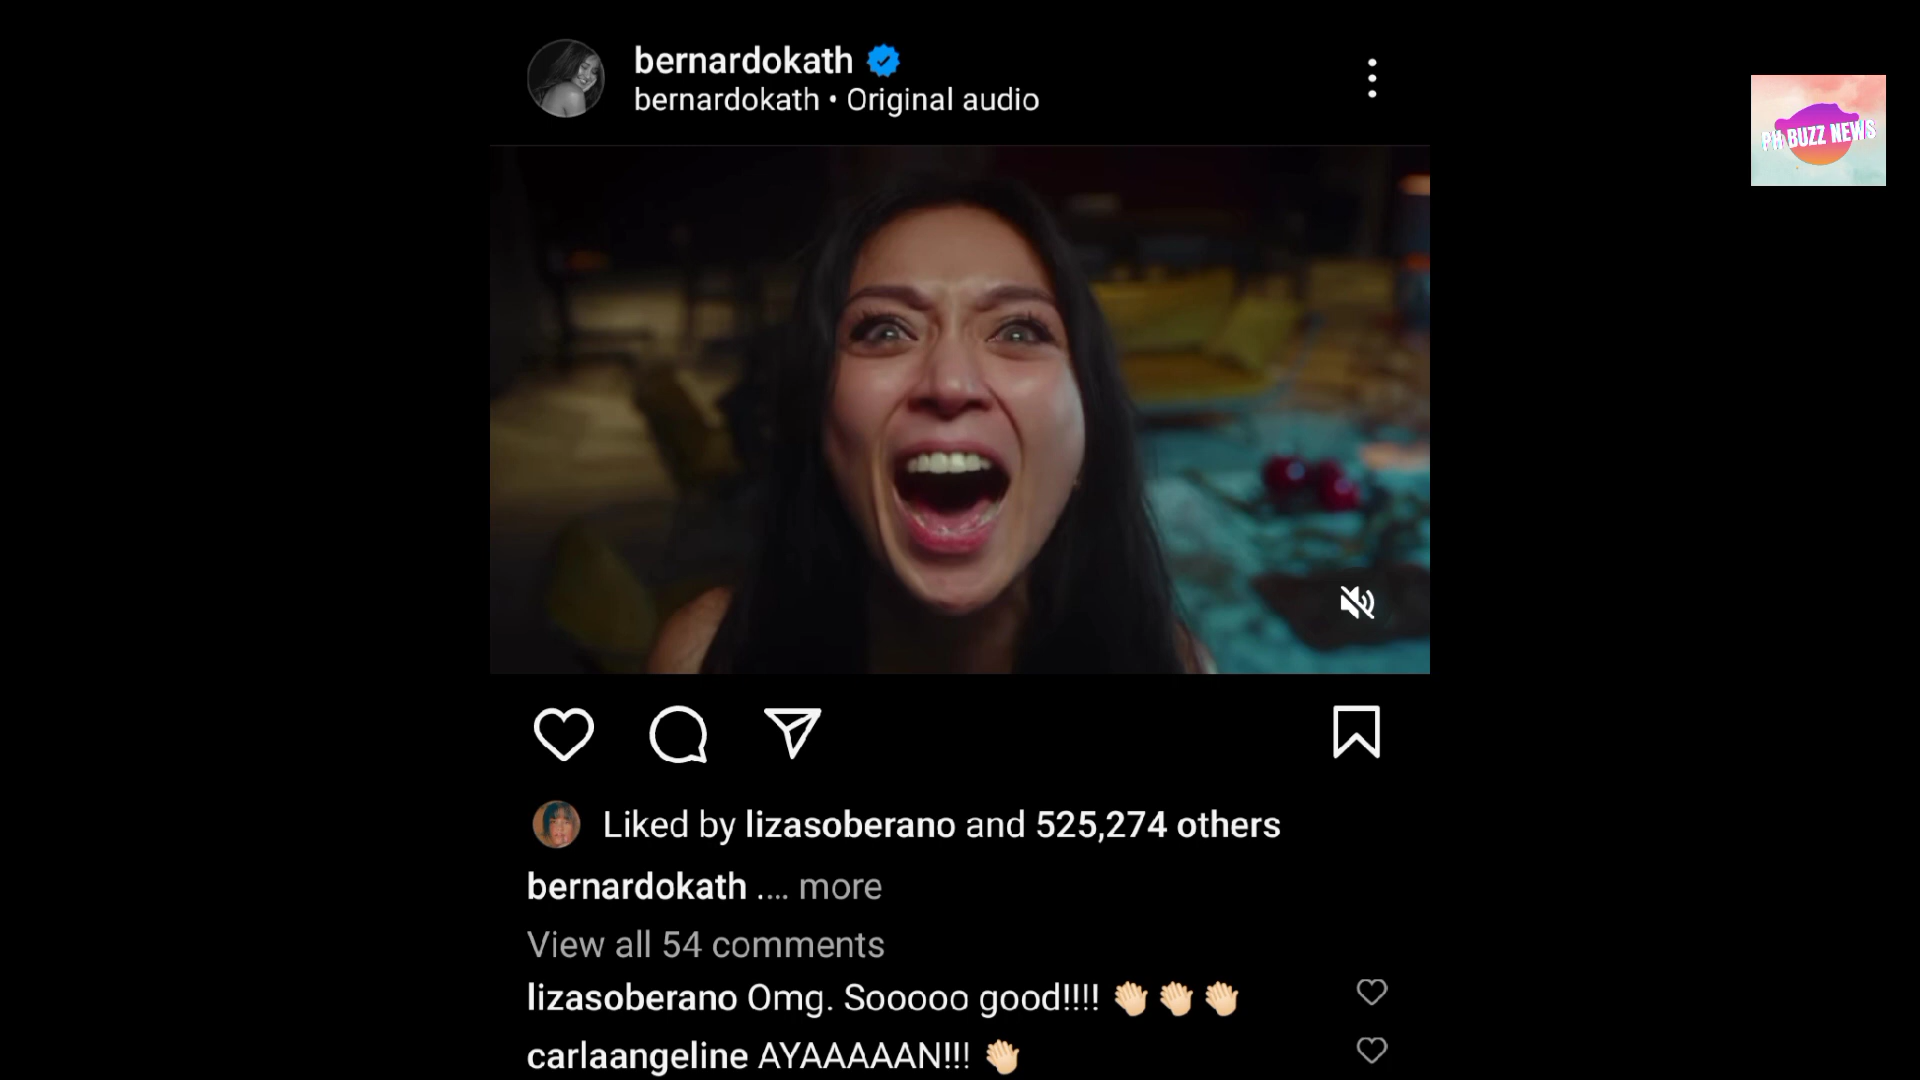 bernardokath
bernardokath • Original audio
PH BUZZ NEWS
Liked by lizasoberano and 525,274 others
bernardokath .... more
View all 54 comments
lizasoberano Omg. Sooooo good!!!! 👏🏻👏🏻👏🏻
carlaangeline AYAAAAAN!!! 👏🏻